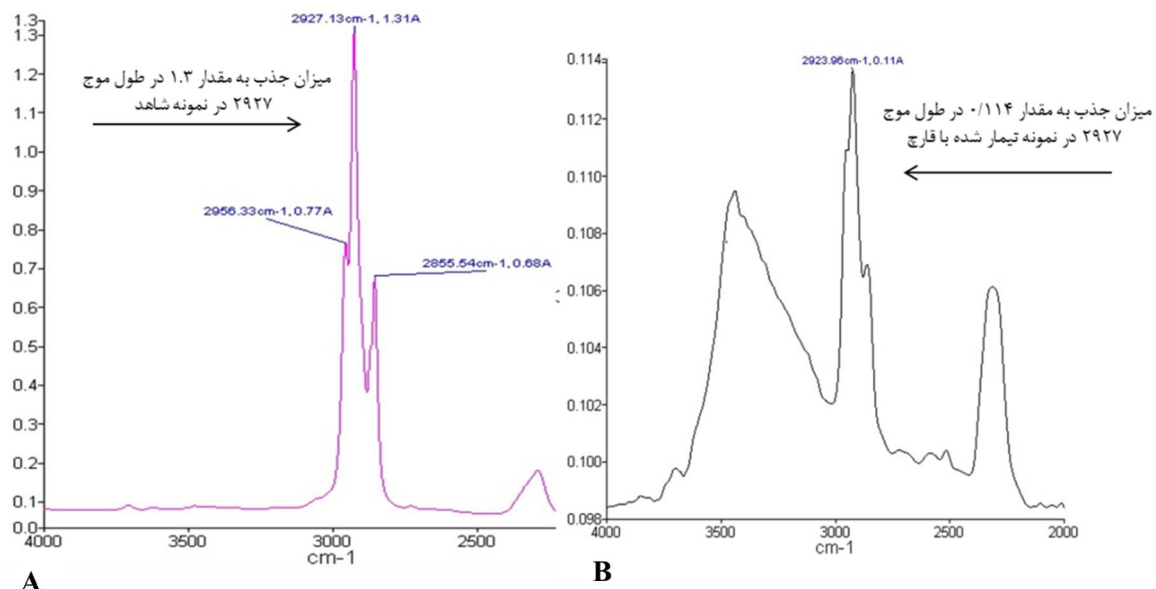 1.3
1.3
1.2
1.1
1.0
0.9
0.8
0.7
0.6
0.5
0.4
0.3
0.2
0.1
0.0
2927.13cm-1, 1.31A
میزان جذب به مقدار ۱.۳ در طول موج
۲۹۲۷ در نمونه شاهد
2956.33cm-1, 0.77A
2855.54cm-1, 0.68A
4000 3500 3000 2500
cm-1
A
0.114
0.112
0.110
0.108
0.106
0.104
0.102
0.100
0.098
2923.96cm-1, 0.11A
میزان جذب به مقدار ۰/۱۱۴ در طول موج
۲۹۲۷ در نمونه تیمار شده با قارچ
4000 3500 3000 2500 2000
cm-1
B